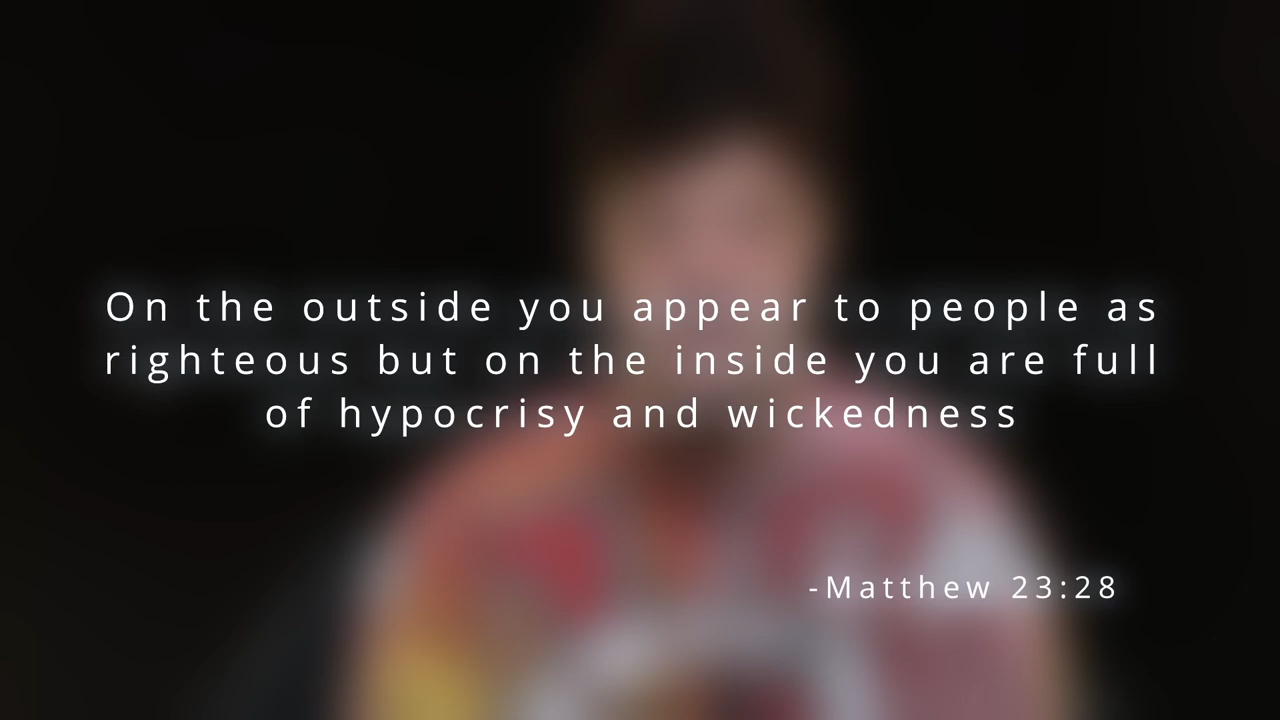 On the outside you appear to people as
righteous but on the inside you are full
of hypocrisy and wickedness
-Matthew 23:28